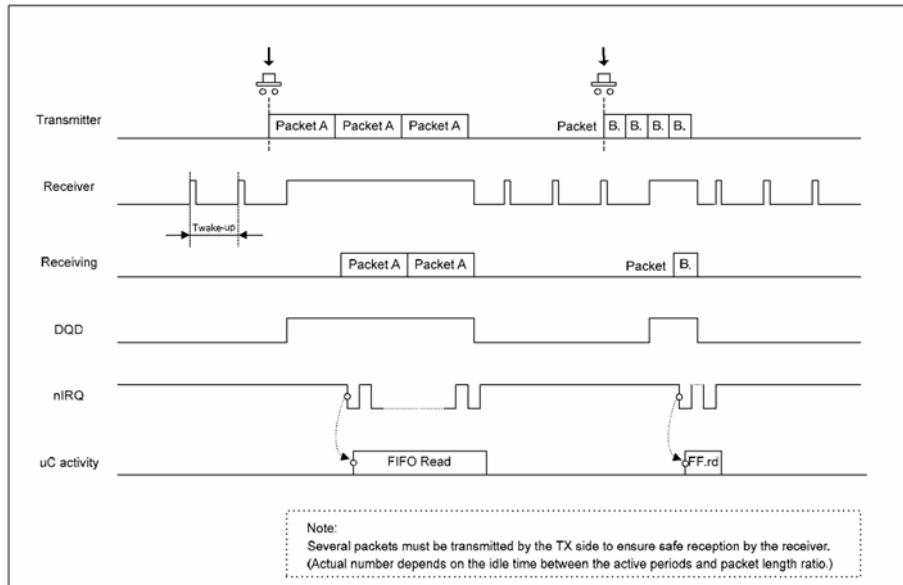 Transmitter
Packet A Packet A Packet A
Packet B. B. B. B.
Receiver
Twake-up
Receiving
Packet A Packet A
Packet B.
DQD
nIRQ
uC activity
FIFO Read
FF.rd
Note:
Several packets must be transmitted by the TX side to ensure safe reception by the receiver.
(Actual number depends on the idle time between the active periods and packet length ratio.)